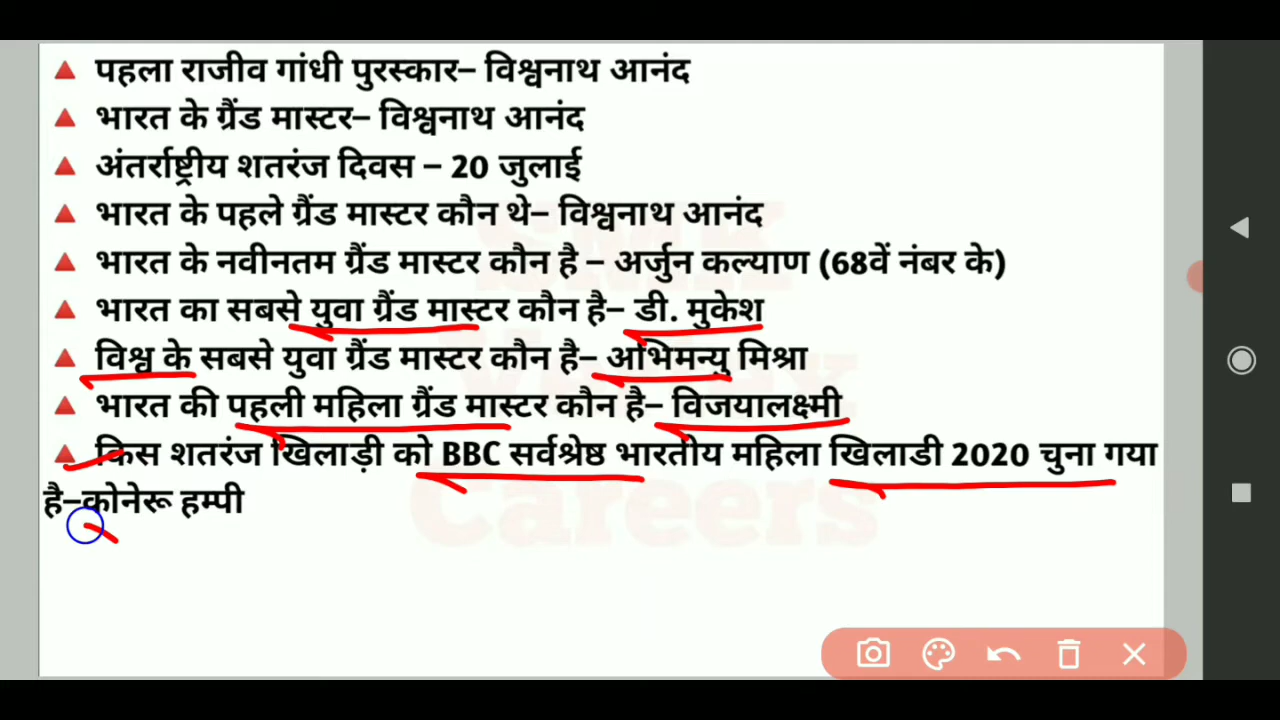 🔺 पहला राजीव गांधी पुरस्कार– विश्वनाथ आनंद
🔺 भारत के ग्रैंड मास्टर– विश्वनाथ आनंद
🔺 अंतर्राष्ट्रीय शतरंज दिवस – 20 जुलाई
🔺 भारत के पहले ग्रैंड मास्टर कौन थे– विश्वनाथ आनंद
🔺 भारत के नवीनतम ग्रैंड मास्टर कौन है – अर्जुन कल्याण (68वें नंबर के)
🔺 भारत का सबसे युवा ग्रैंड मास्टर कौन है– डी. मुकेश
🔺 विश्व के सबसे युवा ग्रैंड मास्टर कौन है– अभिमन्यु मिश्रा
🔺 भारत की पहली महिला ग्रैंड मास्टर कौन है– विजयालक्ष्मी
🔺 किस शतरंज खिलाड़ी को BBC सर्वश्रेष्ठ भारतीय महिला खिलाडी 2020 चुना गया
है–कोनेरू हम्पी
Careers